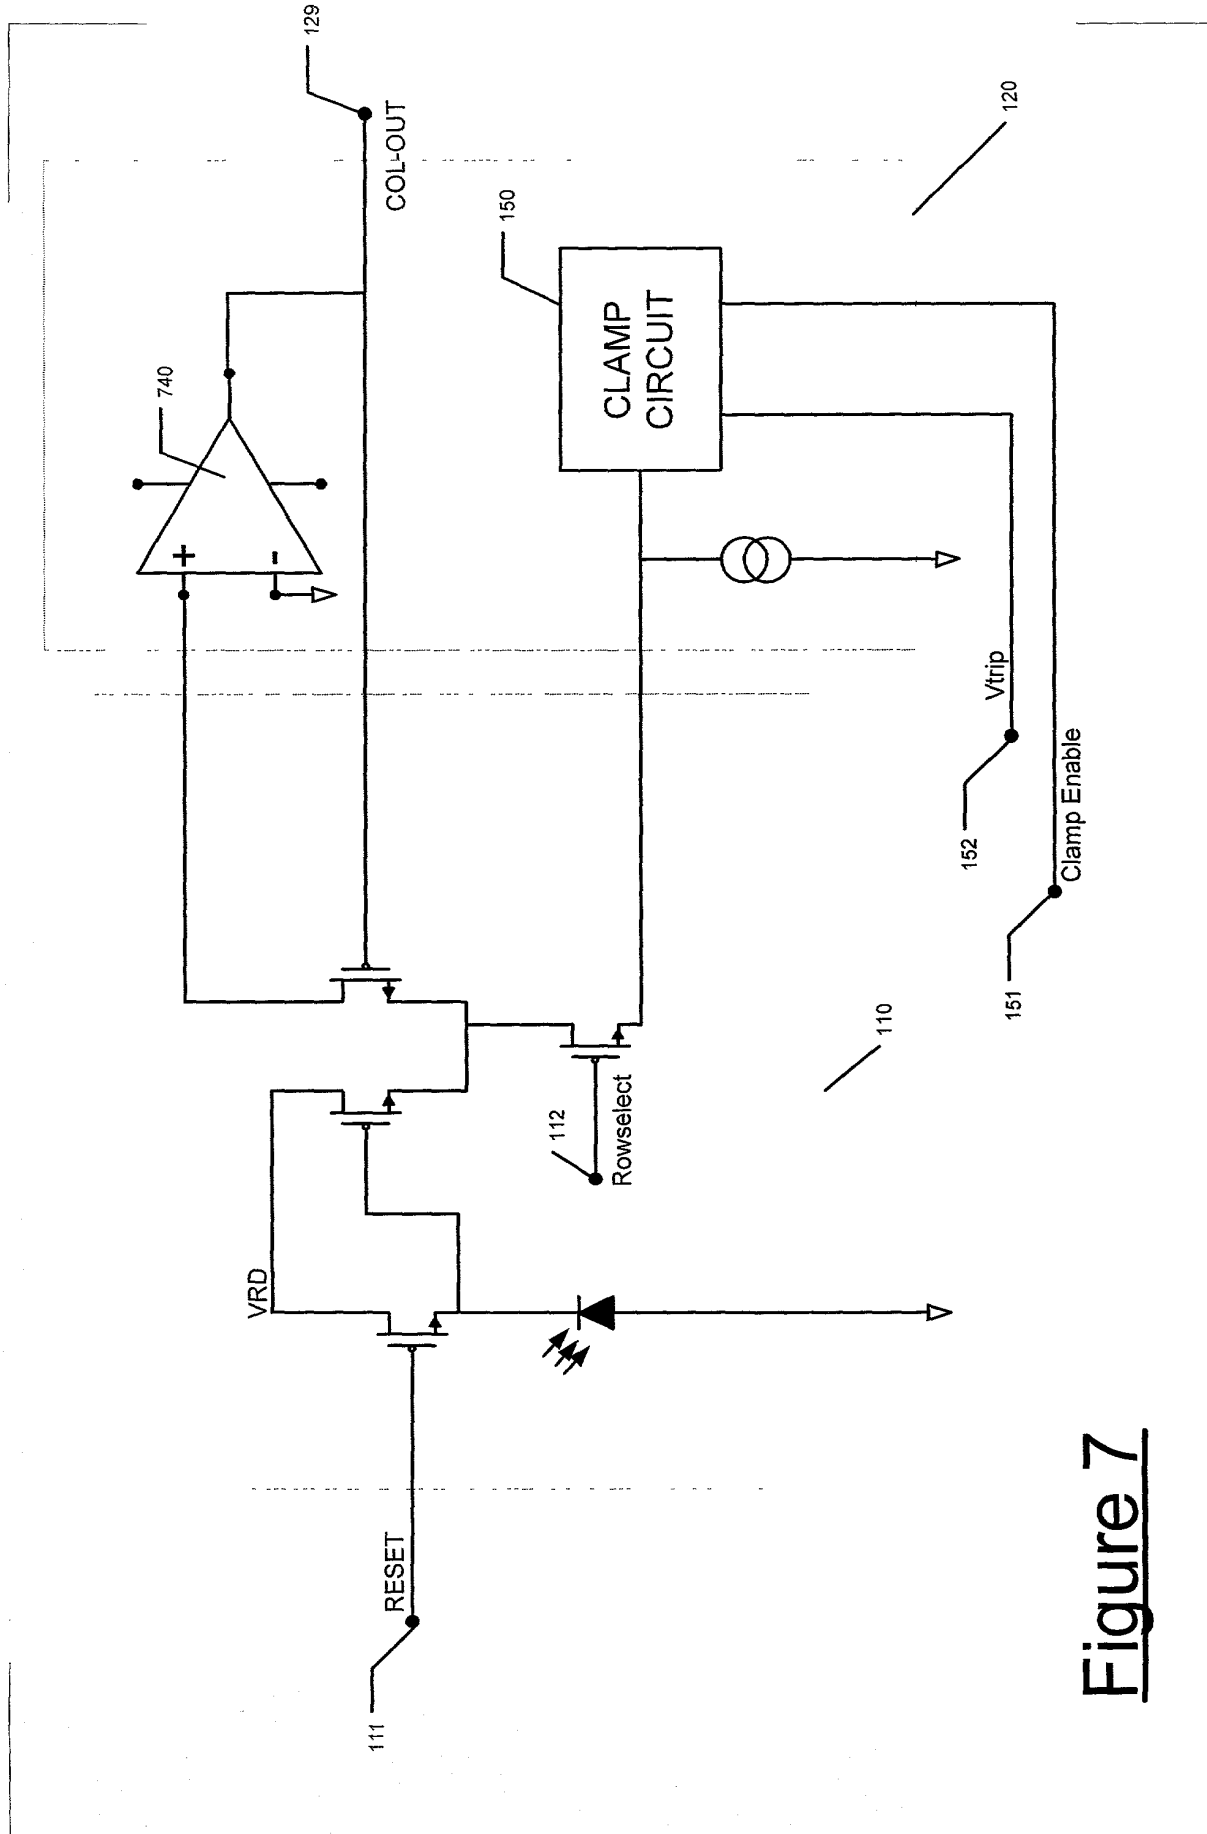 129
COL-OUT
120
740
150
CLAMP
CIRCUIT
+
-
Vtrip
152
Clamp Enable
151
110
112
Rowselect
VRD
RESET
111
Figure 7